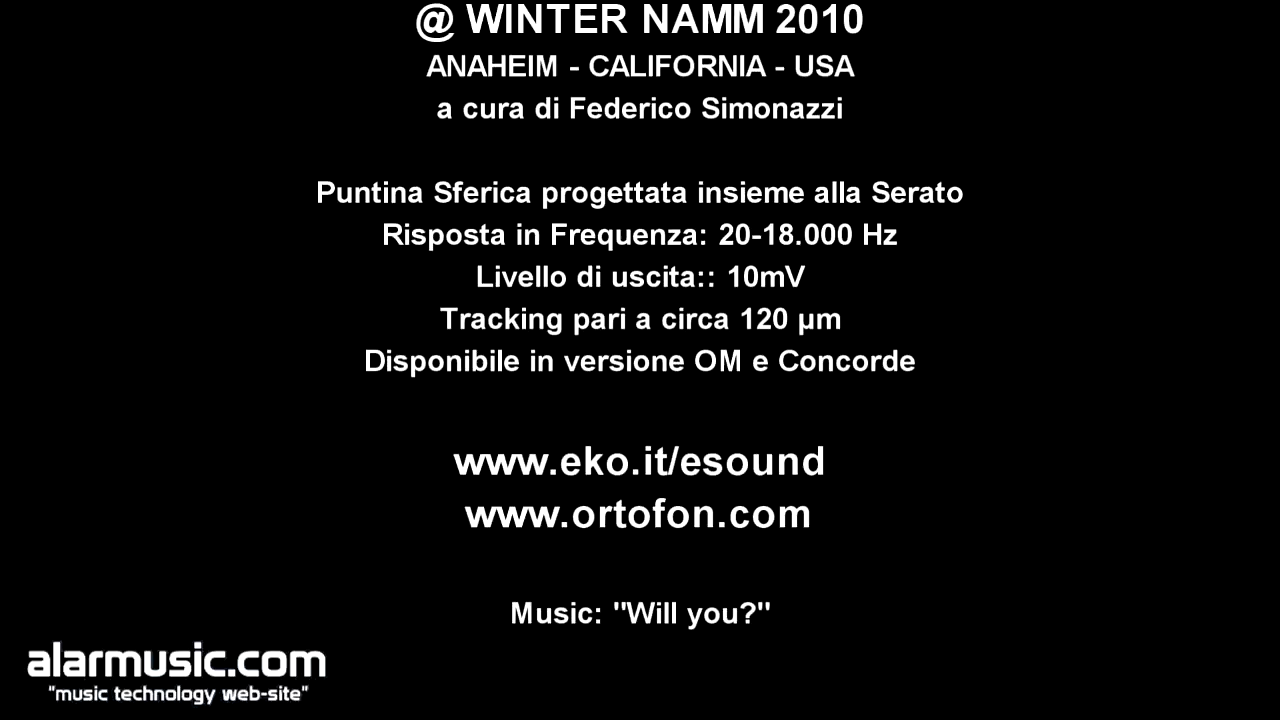 @ WINTER NAMM 2010
ANAHEIM - CALIFORNIA - USA
a cura di Federico Simonazzi
Puntina Sferica progettata insieme alla Serato
Risposta in Frequenza: 20-18.000 Hz
Livello di uscita:: 10mV
Tracking pari a circa 120 µm
Disponibile in versione OM e Concorde
www.eko.it/esound
www.ortofon.com
Music: "Will you?"
alarmusic.com
"music technology web-site"